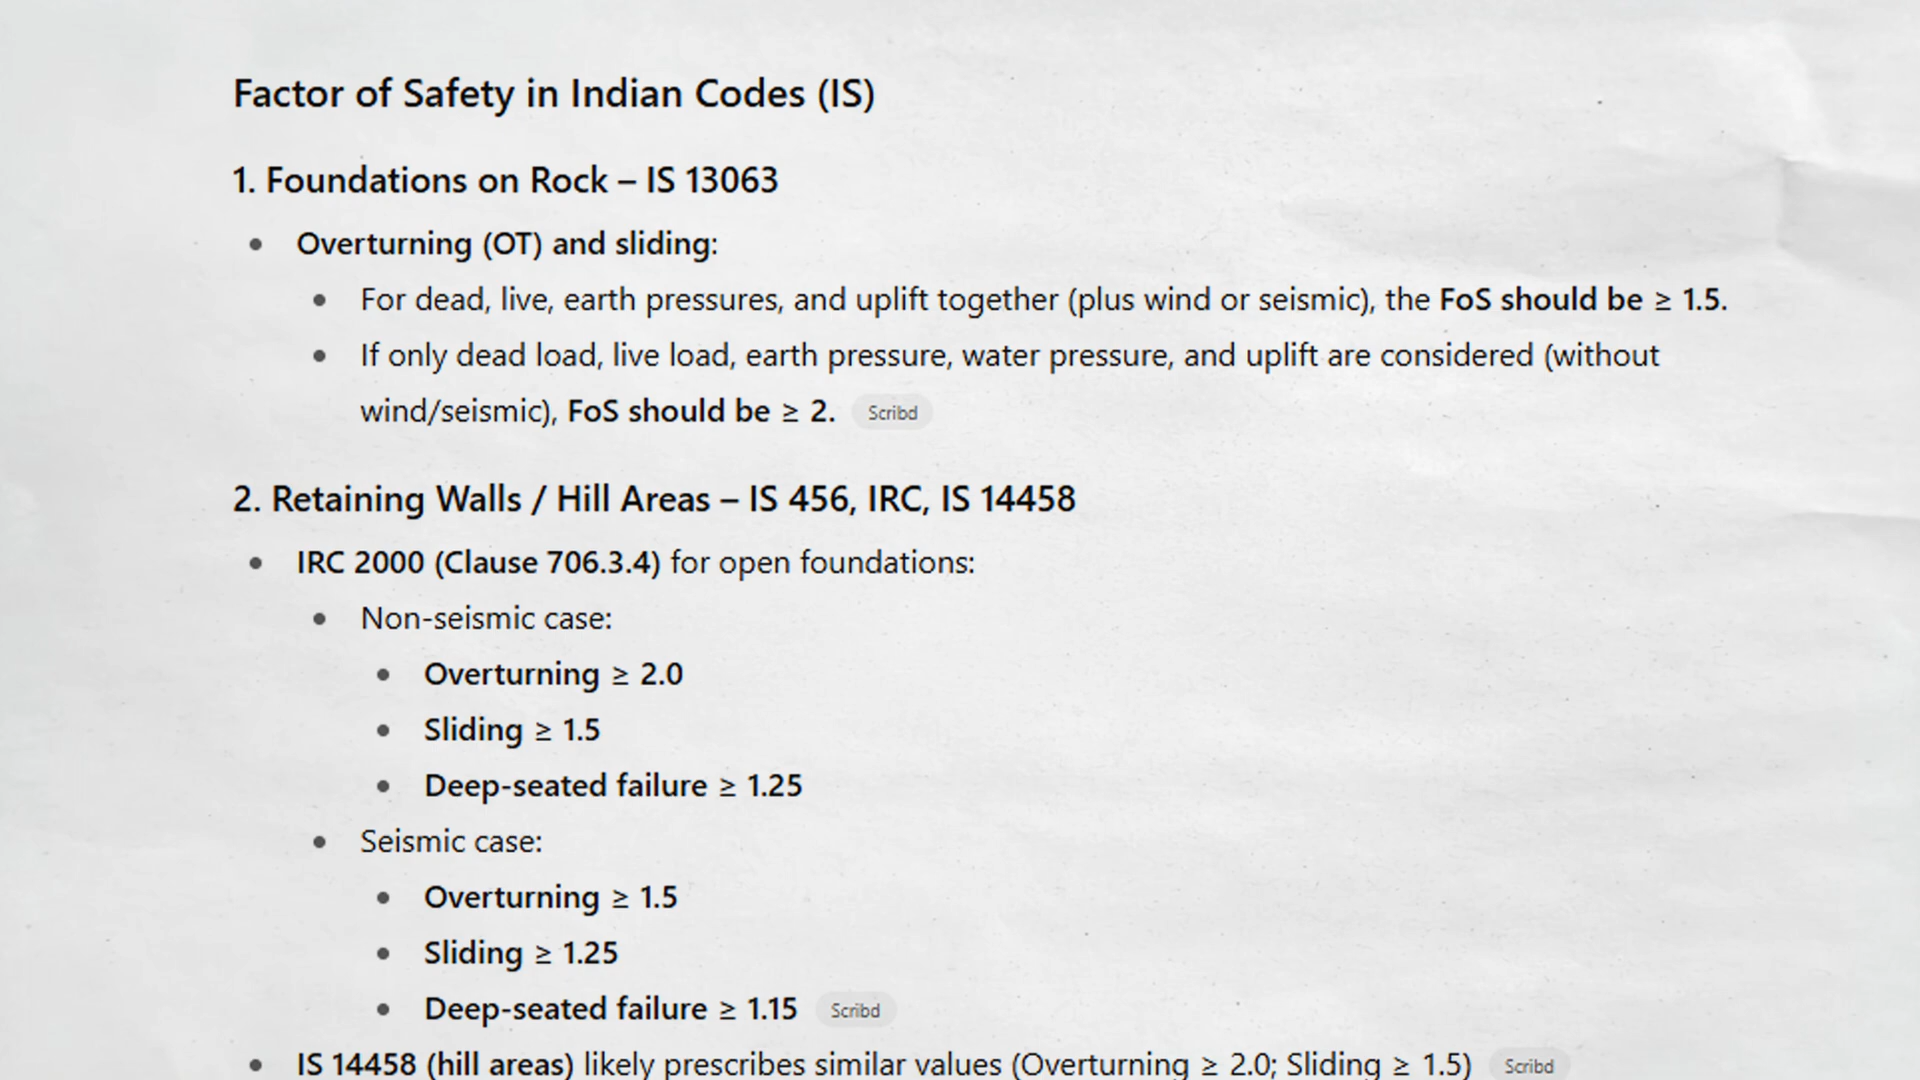 Factor of Safety in Indian Codes (IS)
1. Foundations on Rock – IS 13063
• Overturning (OT) and sliding:
• For dead, live, earth pressures, and uplift together (plus wind or seismic), the FoS should be ≥ 1.5.
• If only dead load, live load, earth pressure, water pressure, and uplift are considered (without
wind/seismic), FoS should be ≥ 2. Scribd
2. Retaining Walls / Hill Areas – IS 456, IRC, IS 14458
• IRC 2000 (Clause 706.3.4) for open foundations:
• Non-seismic case:
• Overturning ≥ 2.0
• Sliding ≥ 1.5
• Deep-seated failure ≥ 1.25
• Seismic case:
• Overturning ≥ 1.5
• Sliding ≥ 1.25
• Deep-seated failure ≥ 1.15 Scribd
• IS 14458 (hill areas) likely prescribes similar values (Overturning ≥ 2.0; Sliding ≥ 1.5) Scribd